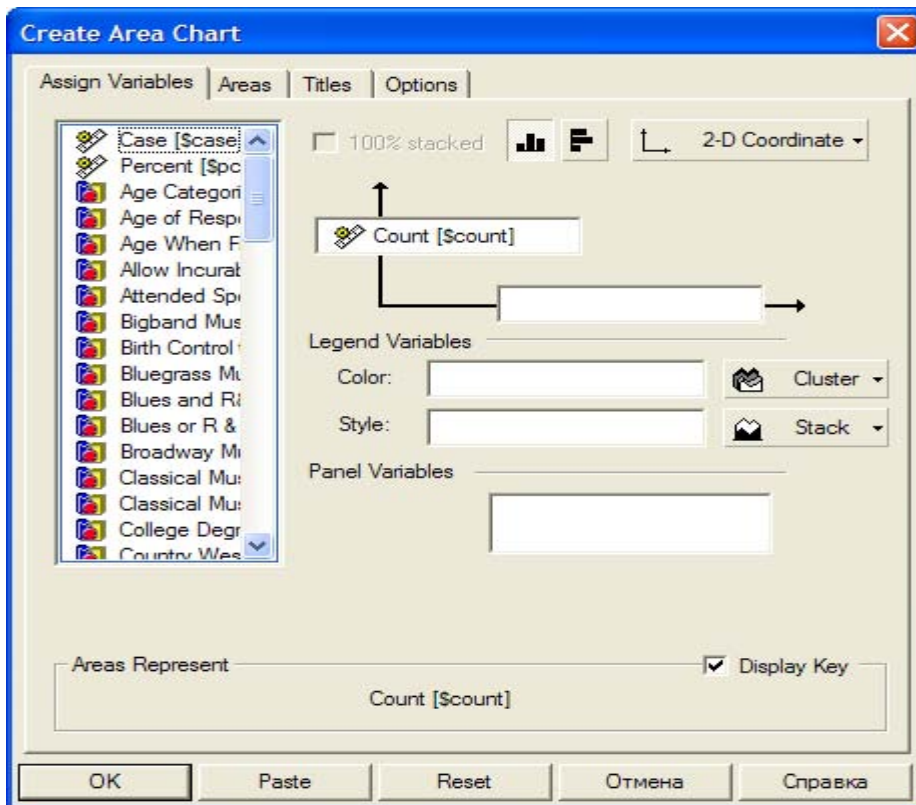 Create Area Chart
Assign Variables Areas Titles Options
Case [$case]
Percent [$pc
Age Categori
Age of Resp
Age When F
Allow Incurab
Attended Spo
Bigband Mus
Birth Control
Bluegrass Mu
Blues and R&
Blues or R &
Broadway Mu
Classical Mus
Classical Mus
College Degr
Country Wes
100% stacked
2-D Coordinate
Count [$count]
Legend Variables
Color:
Cluster
Style:
Stack
Panel Variables
Areas Represent
Display Key
Count [$count]
OK Paste Reset Отмена Справка